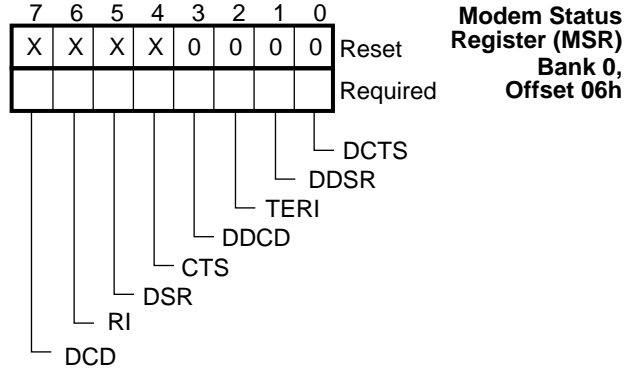 7 6 5 4 3 2 1 0
X X X X 0 0 0 0 Reset
Required
Modem Status
Register (MSR)
Bank 0,
Offset 06h
DCTS
DDSR
TERI
DDCD
CTS
DSR
RI
DCD